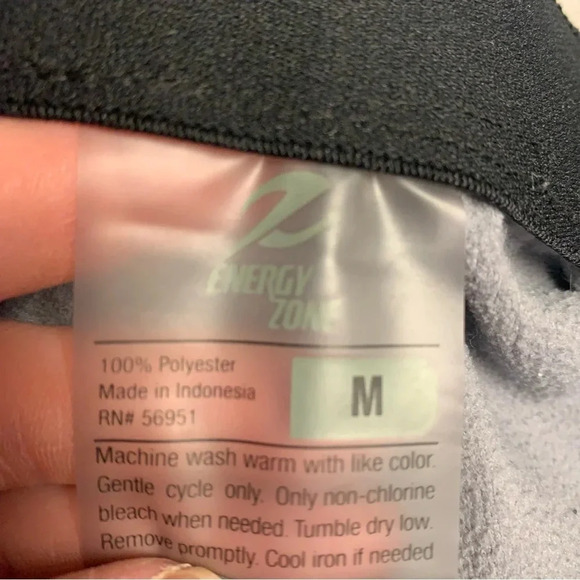 ENERGY
ZONE
100% Polyester
Made in Indonesia
RN# 56951
M
Machine wash warm with like color.
Gentle cycle only. Only non-chlorine
bleach when needed. Tumble dry low.
Remove promptly. Cool iron if needed